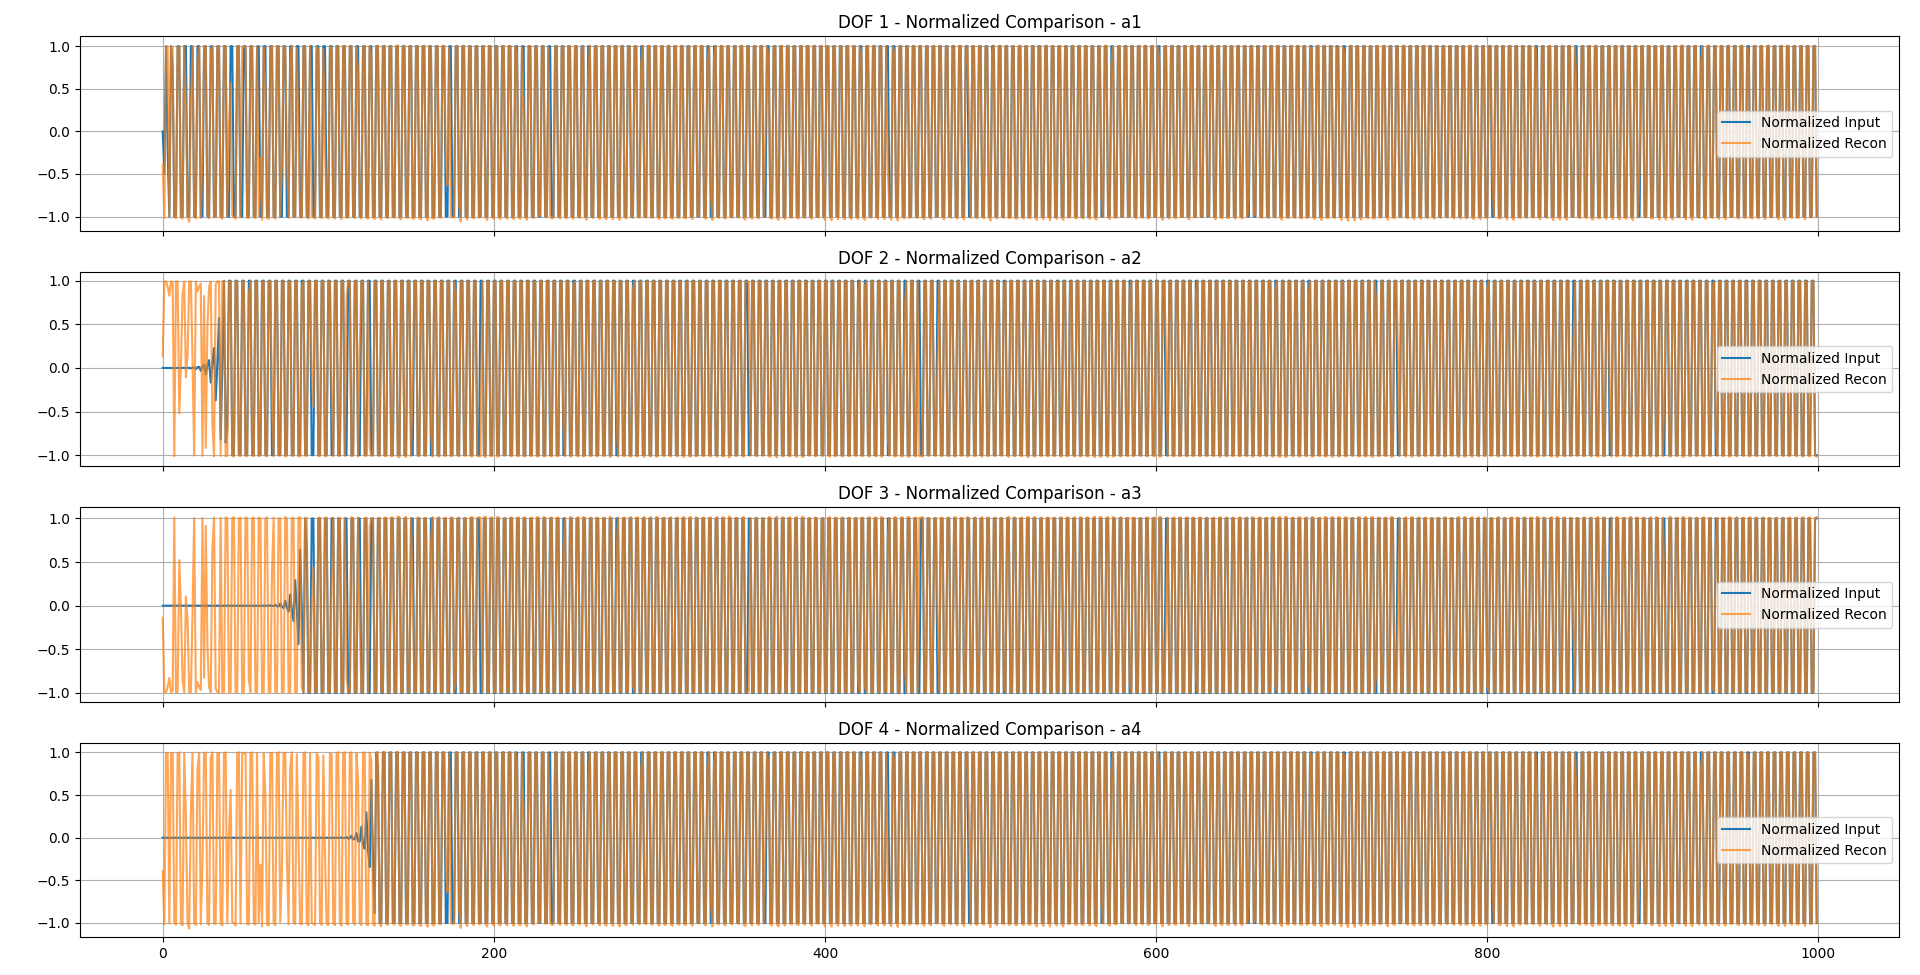 DOF 1 - Normalized Comparison - a1
1.0
0.5
0.0
−0.5
−1.0
Normalized Input
Normalized Recon
DOF 2 - Normalized Comparison - a2
1.0
0.5
0.0
−0.5
−1.0
Normalized Input
Normalized Recon
DOF 3 - Normalized Comparison - a3
1.0
0.5
0.0
−0.5
−1.0
Normalized Input
Normalized Recon
DOF 4 - Normalized Comparison - a4
1.0
0.5
0.0
−0.5
−1.0
Normalized Input
Normalized Recon
0 200 400 600 800 1000